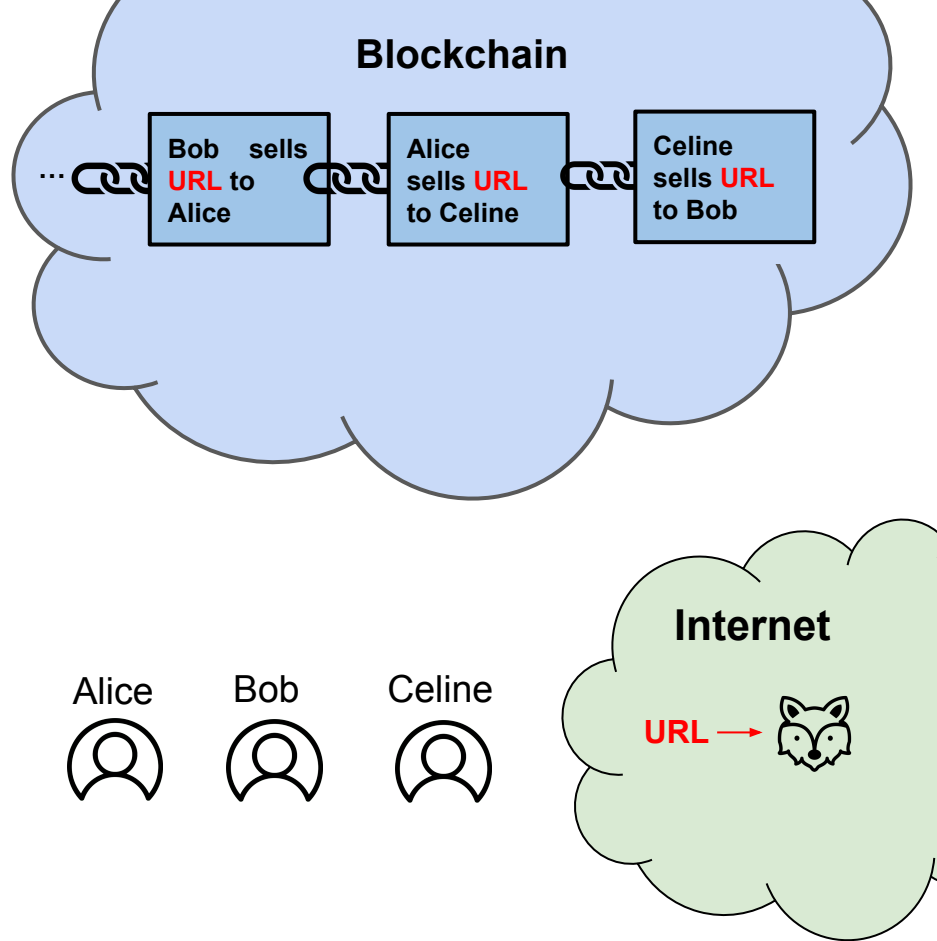 Blockchain
...
Bob sells
URL to
Alice
Alice
sells URL
to Celine
Celine
sells URL
to Bob
Alice
Bob
Celine
Internet
URL